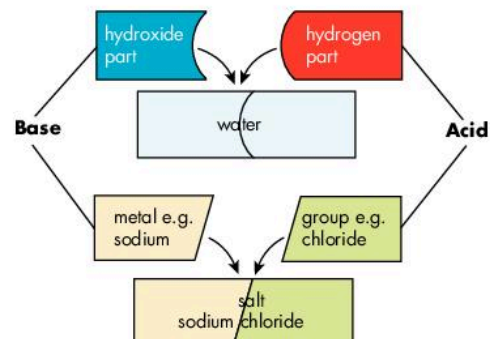 hydroxide
part
hydrogen
part
water
Base
Acid
metal e.g.
sodium
group e.g.
chloride
salt
sodium chloride